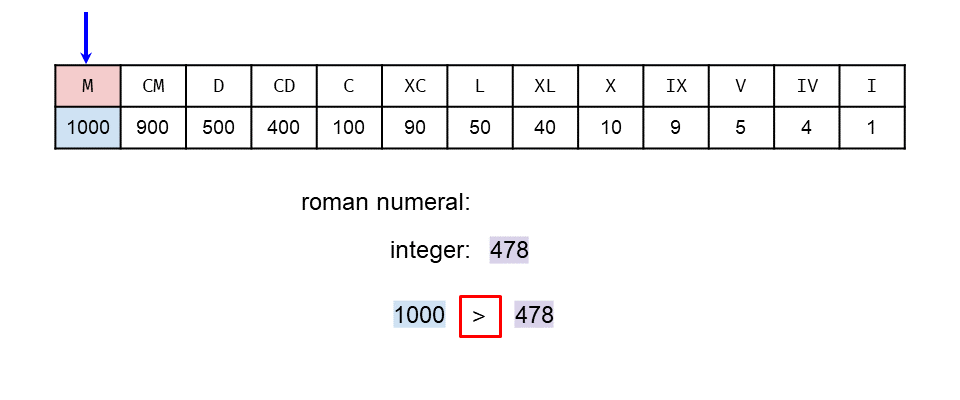 M CM D CD C XC L XL X IX V IV I
1000 900 500 400 100 90 50 40 10 9 5 4 1
roman numeral:
integer: 478
1000 > 478